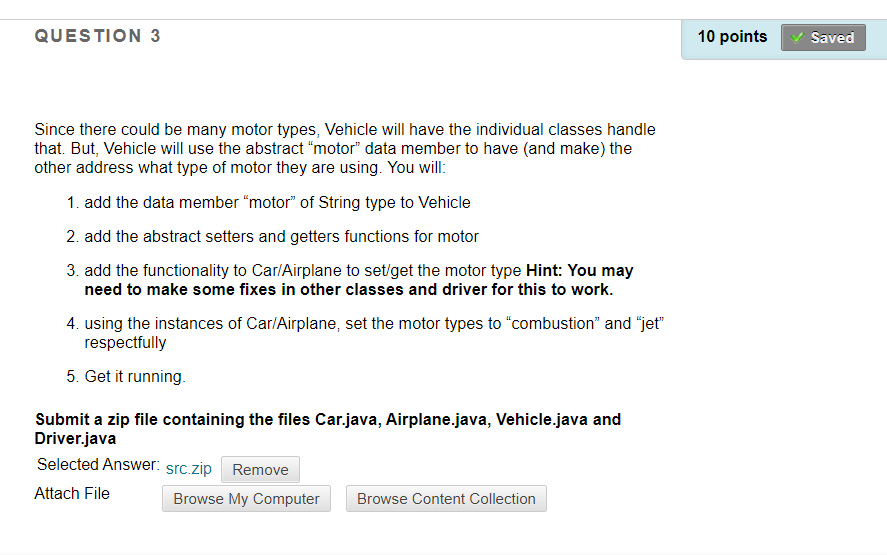 QUESTION 3
10 points
Saved
Since there could be many motor types, Vehicle will have the individual classes handle
that. But, Vehicle will use the abstract “motor” data member to have (and make) the
other address what type of motor they are using. You will:
1. add the data member “motor” of String type to Vehicle
2. add the abstract setters and getters functions for motor
3. add the functionality to Car/Airplane to set/get the motor type Hint: You may
need to make some fixes in other classes and driver for this to work.
4. using the instances of Car/Airplane, set the motor types to “combustion” and “jet”
respectfully
5. Get it running.
Submit a zip file containing the files Car.java, Airplane.java, Vehicle.java and
Driver.java
Selected Answer: src.zip Remove
Attach File Browse My Computer Browse Content Collection